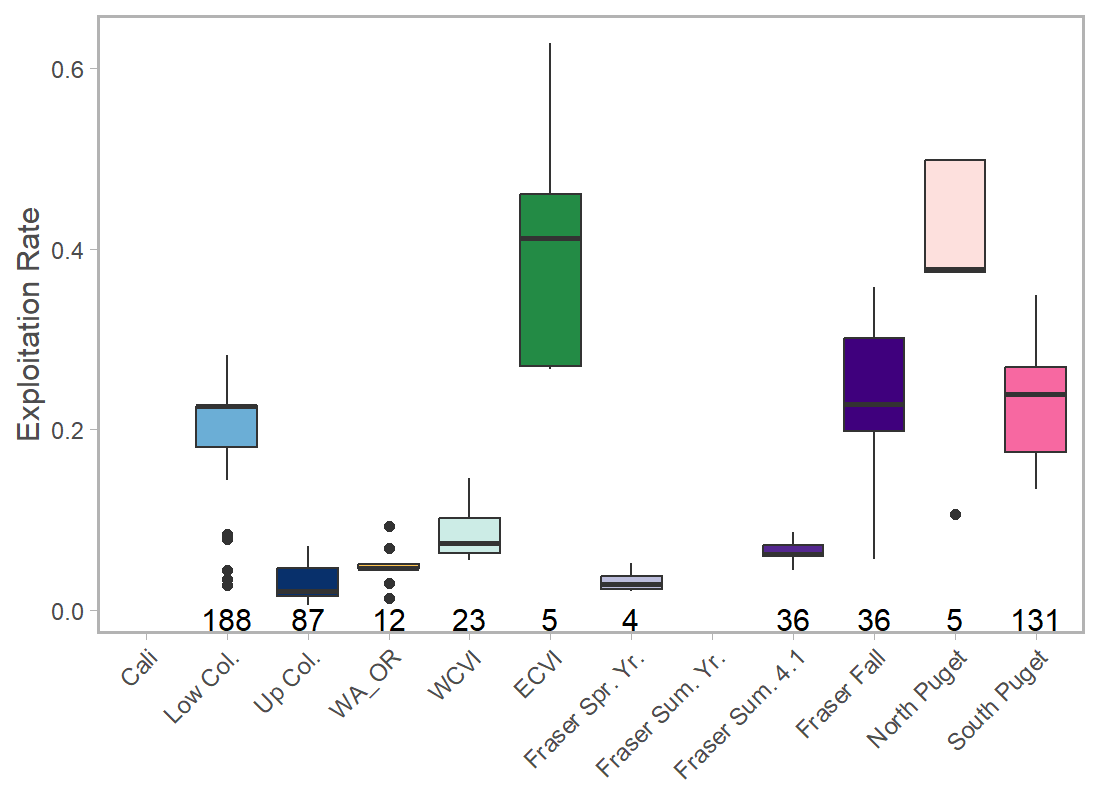 Exploitation Rate
0.6
0.4
0.2
0.0
188 87 12 23 5 4 36 36 5 131
Cali
Low Col.
Up Col.
WA_OR
WCVI
ECVI
Fraser Spr. Yr.
Fraser Sum. Yr.
Fraser Sum. 4.1
Fraser Fall
North Puget
South Puget